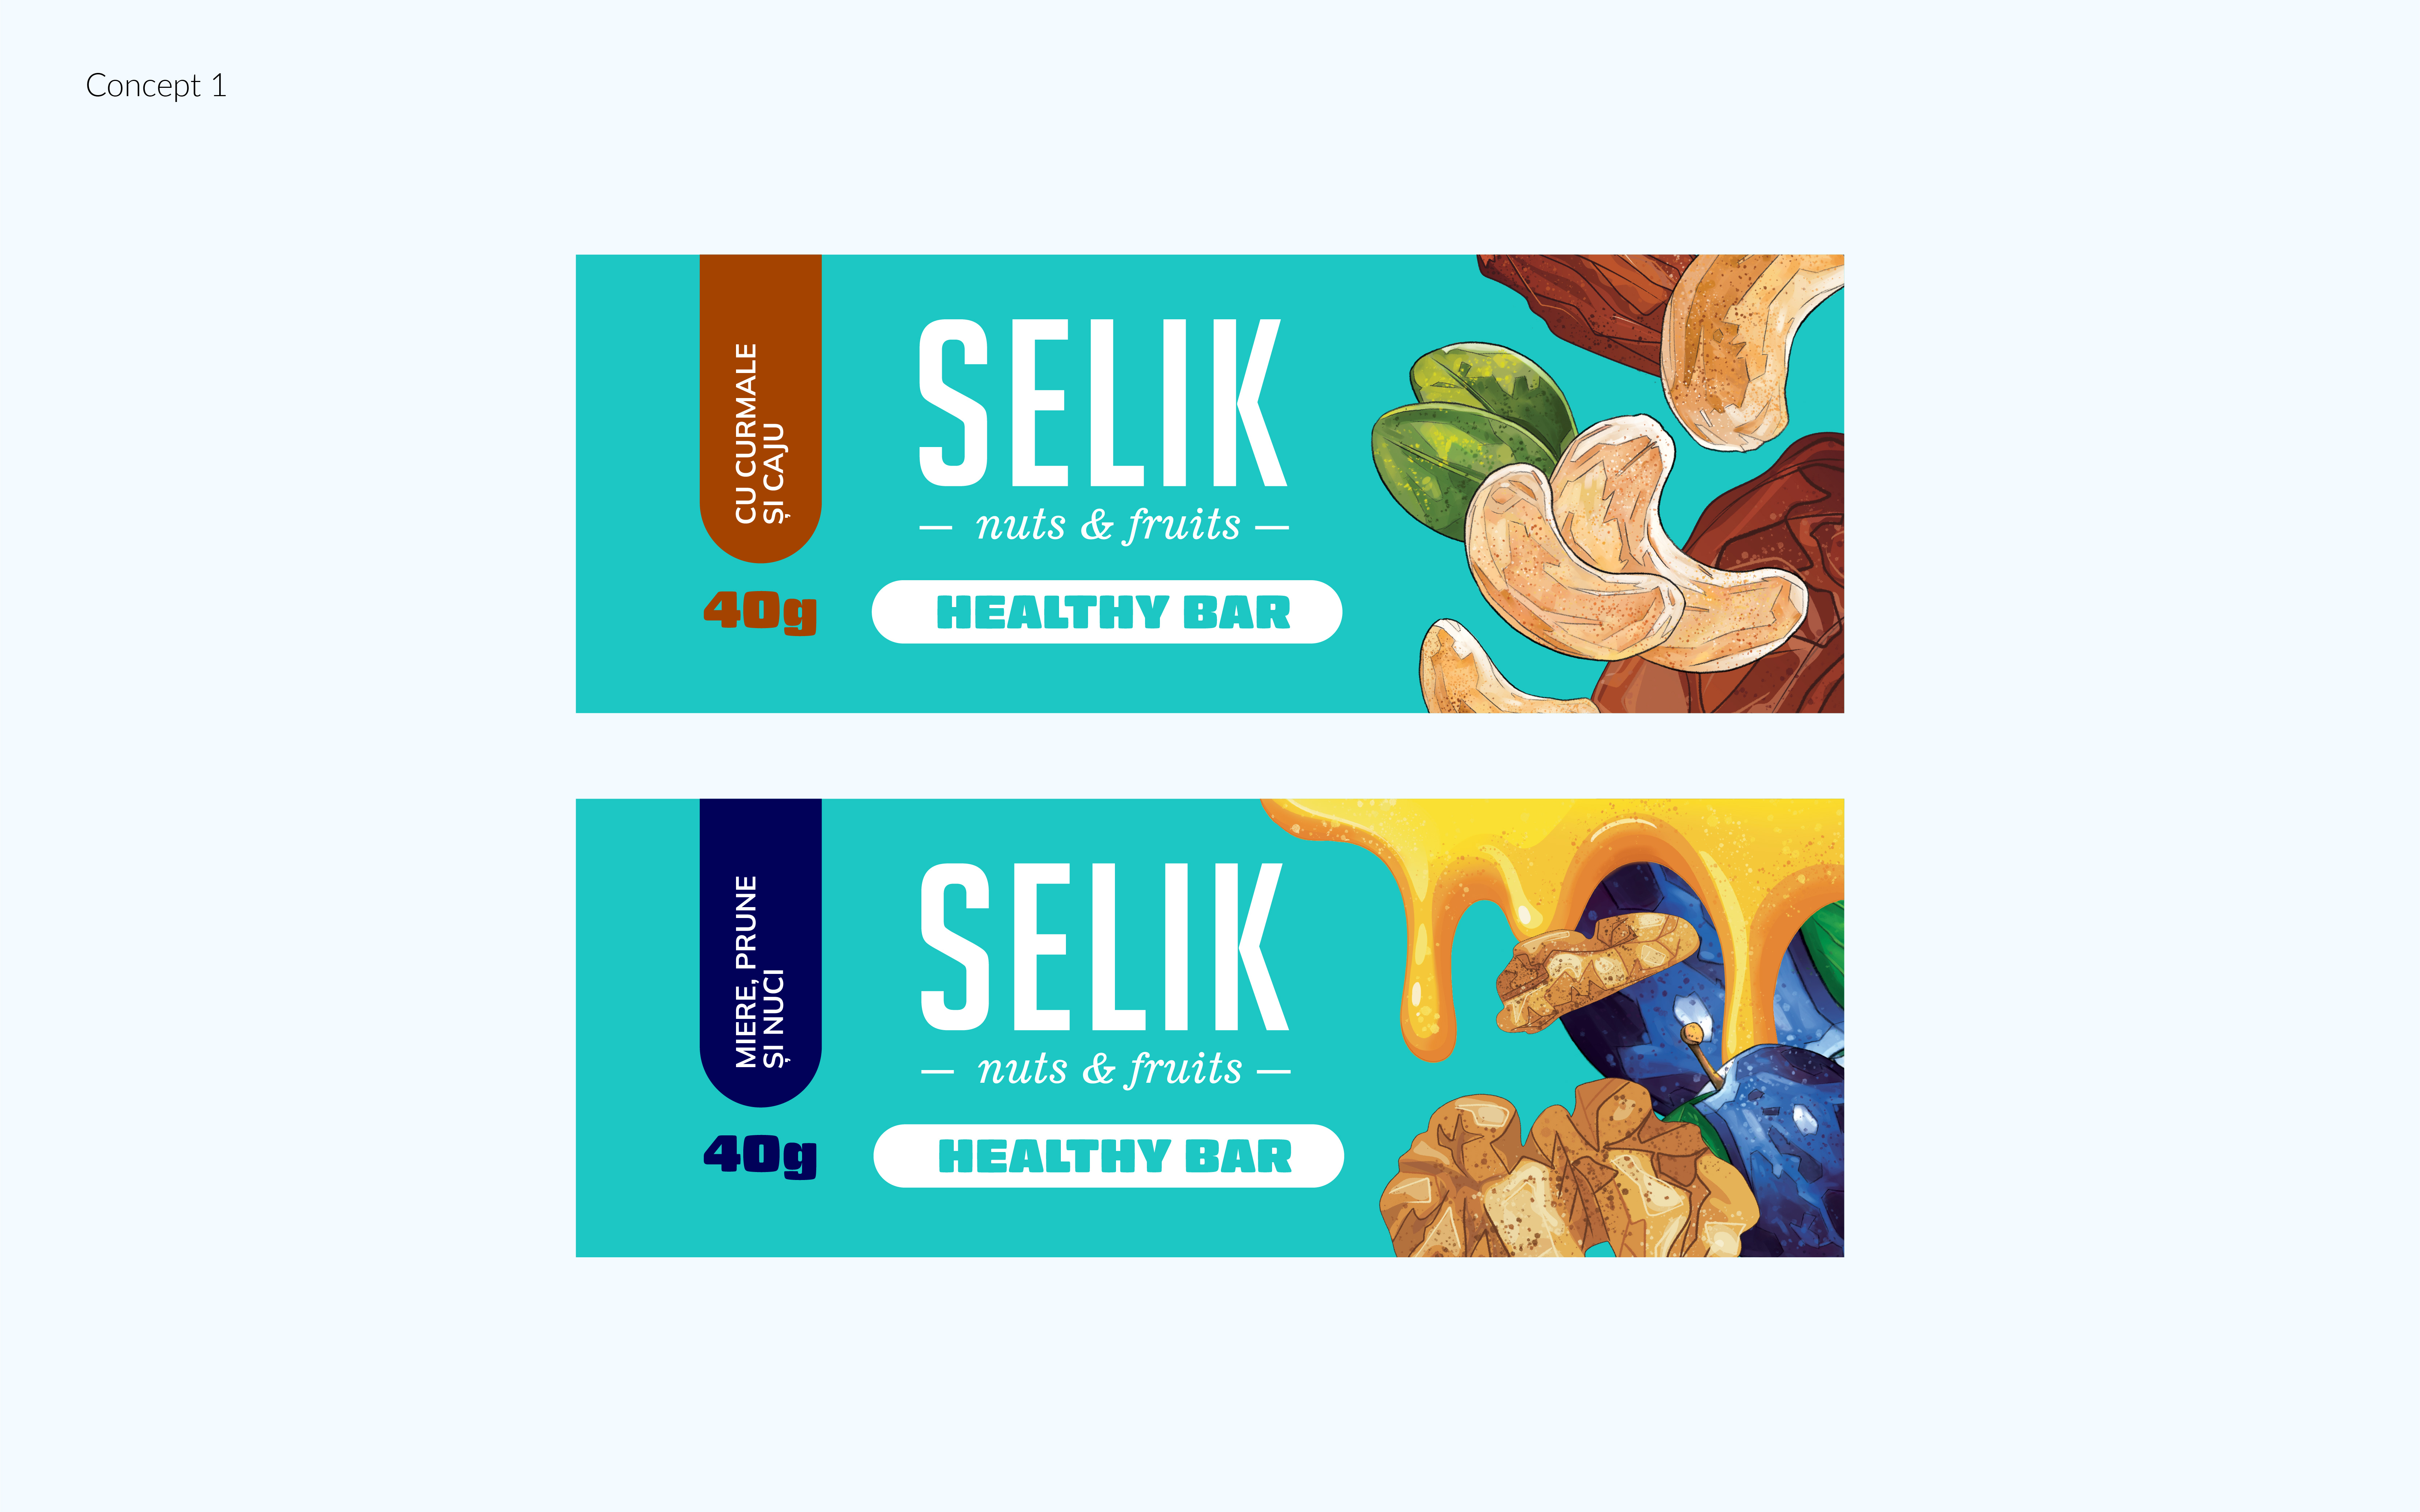 Concept 1
CU CURMALE
ȘI CAJU
40g
SELIK
— nuts & fruits —
HEALTHY BAR
MIERE, PRUNE
ȘI NUCI
40g
SELIK
— nuts & fruits —
HEALTHY BAR